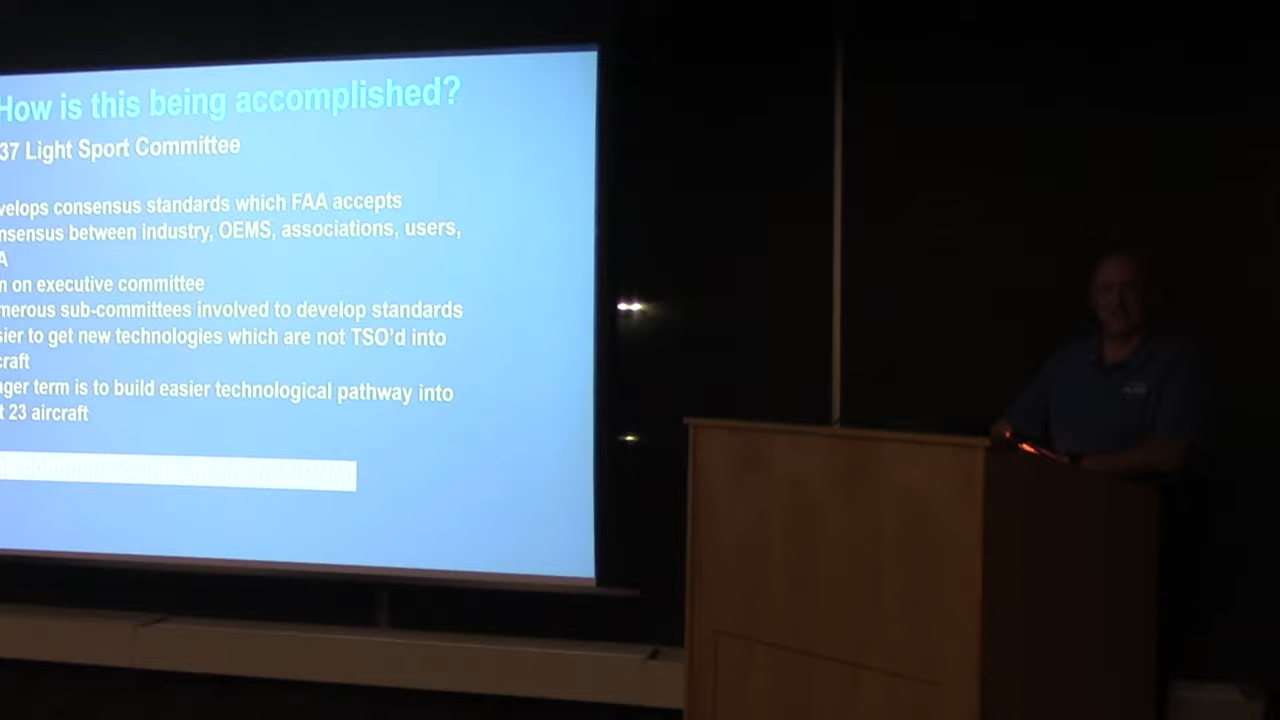 How is this being accomplished?
37 Light Sport Committee
velops consensus standards which FAA accepts
nsensus between industry, OEMS, associations, users,
A
n on executive committee
merous sub-committees involved to develop standards
sier to get new technologies which are not TSO'd into
craft
nger term is to build easier technological pathway into
t 23 aircraft